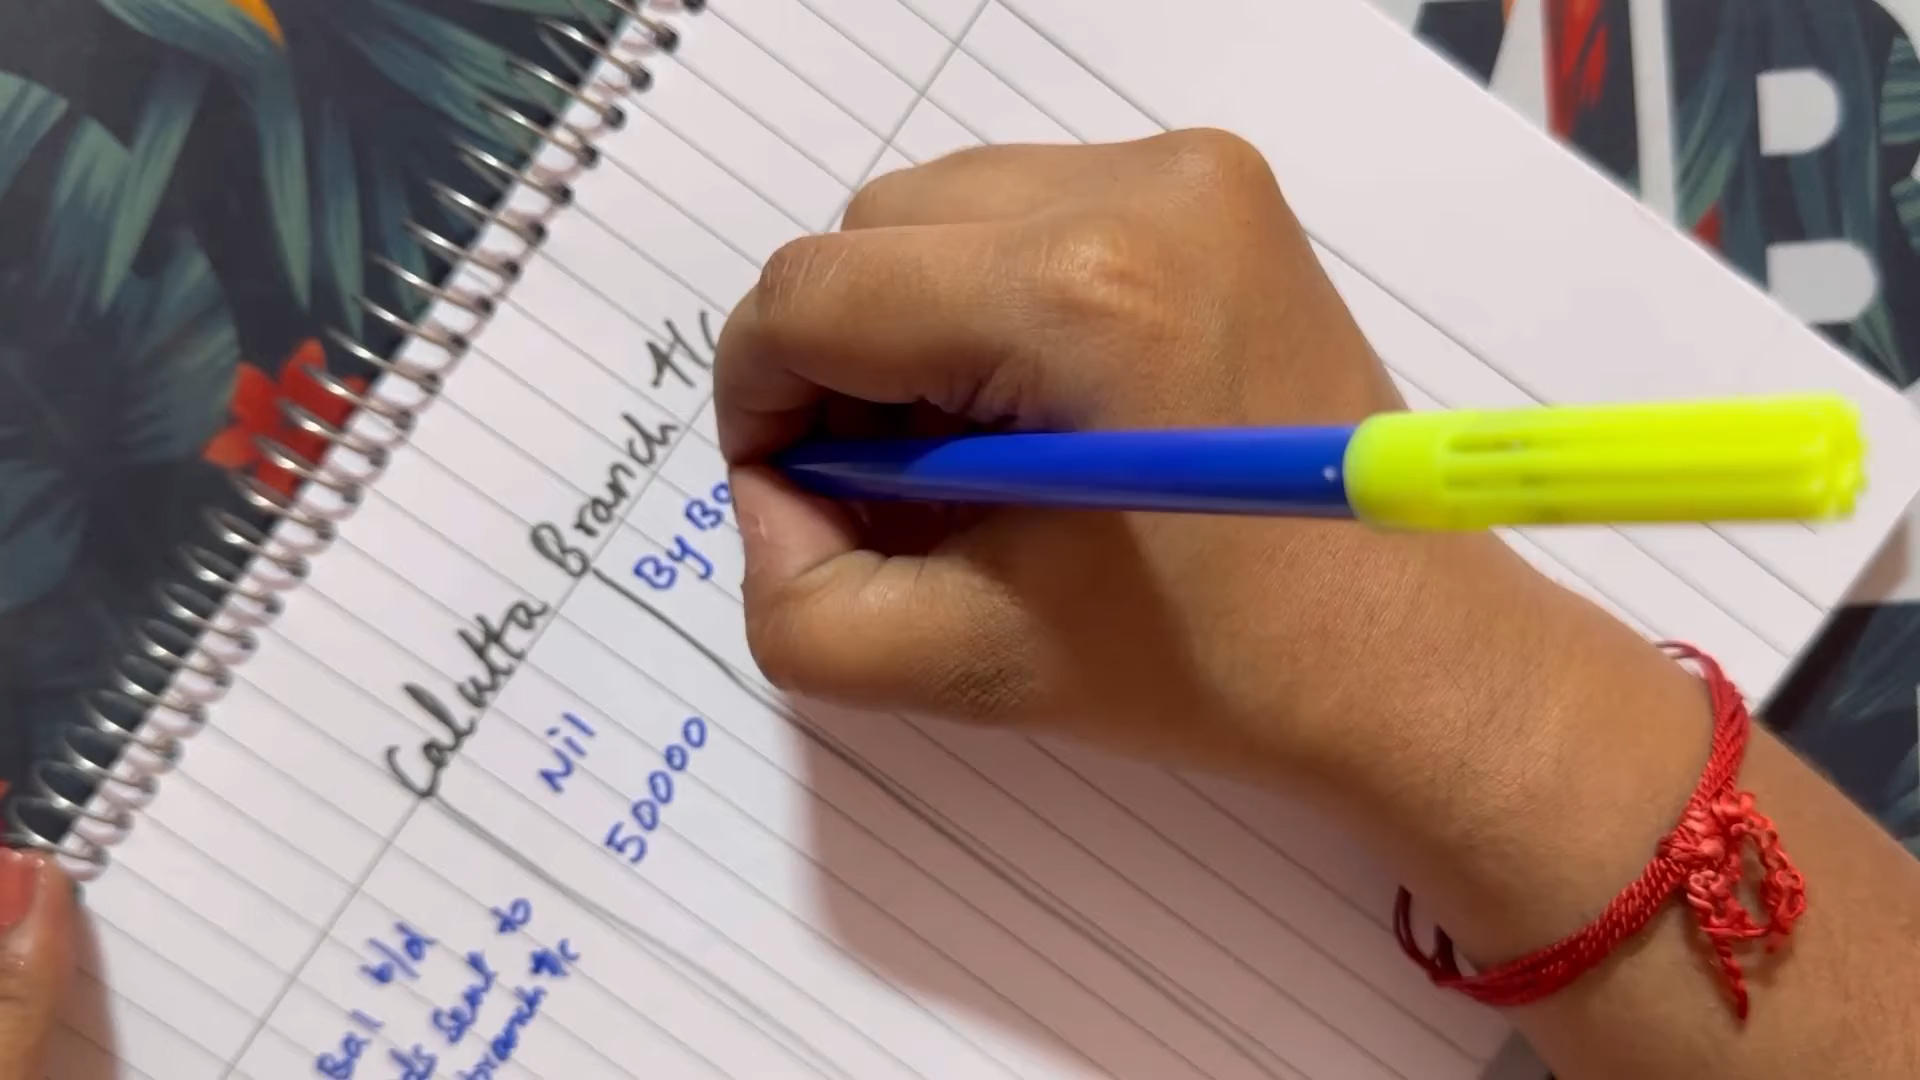 Calutta Branch A/C
By Ba
Nil
50000
Bal b/d
ds sent to
branch A/c
B